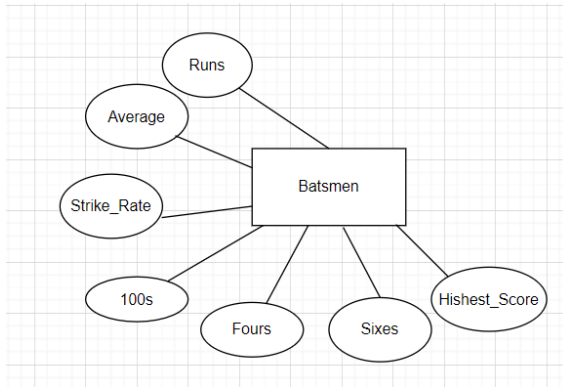 Runs
Average
Batsmen
Strike_Rate
100s
Hishest_Score
Fours
Sixes